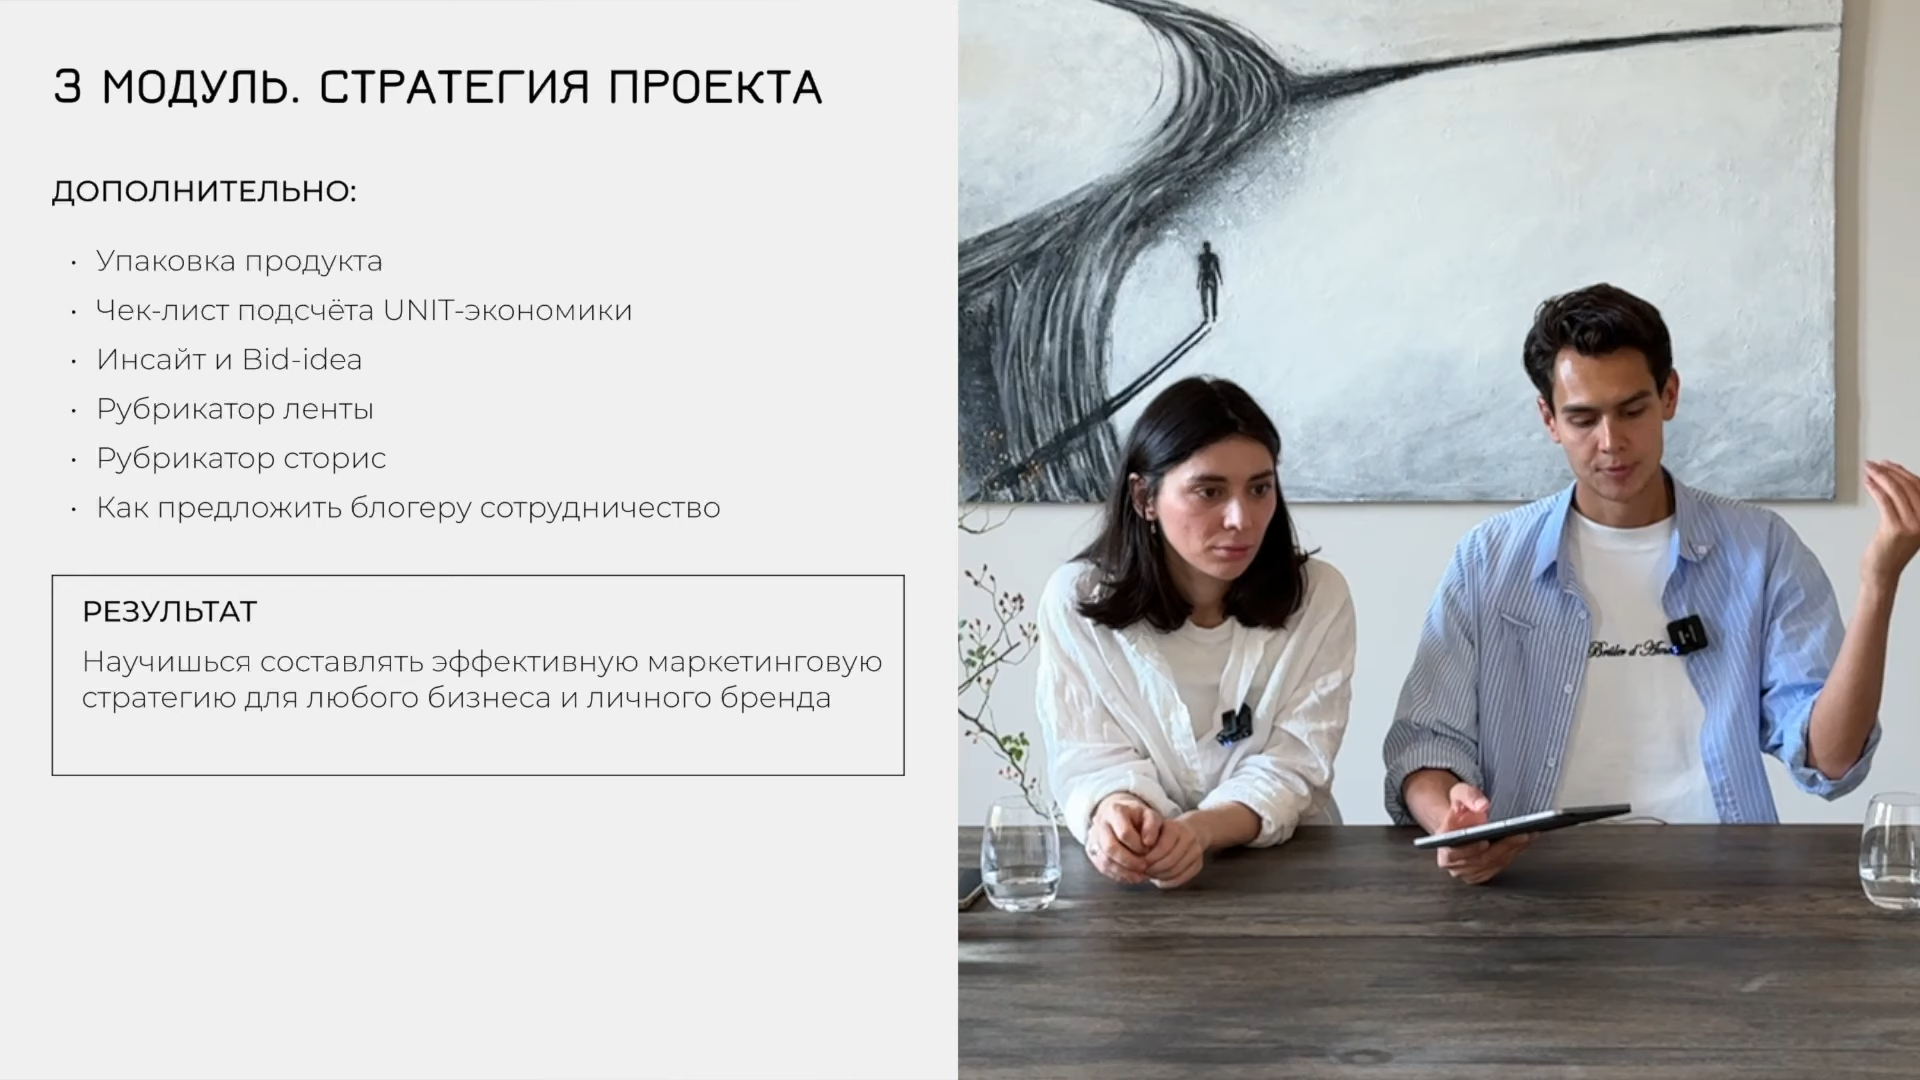 3 МОДУЛЬ. СТРАТЕГИЯ ПРОЕКТА
ДОПОЛНИТЕЛЬНО:
• Упаковка продукта
• Чек-лист подсчёта UNIT-экономики
• Инсайт и Bid-idea
• Рубрикатор ленты
• Рубрикатор сторис
• Как предложить блогеру сотрудничество
РЕЗУЛЬТАТ
Научишься составлять эффективную маркетинговую
стратегию для любого бизнеса и личного бренда